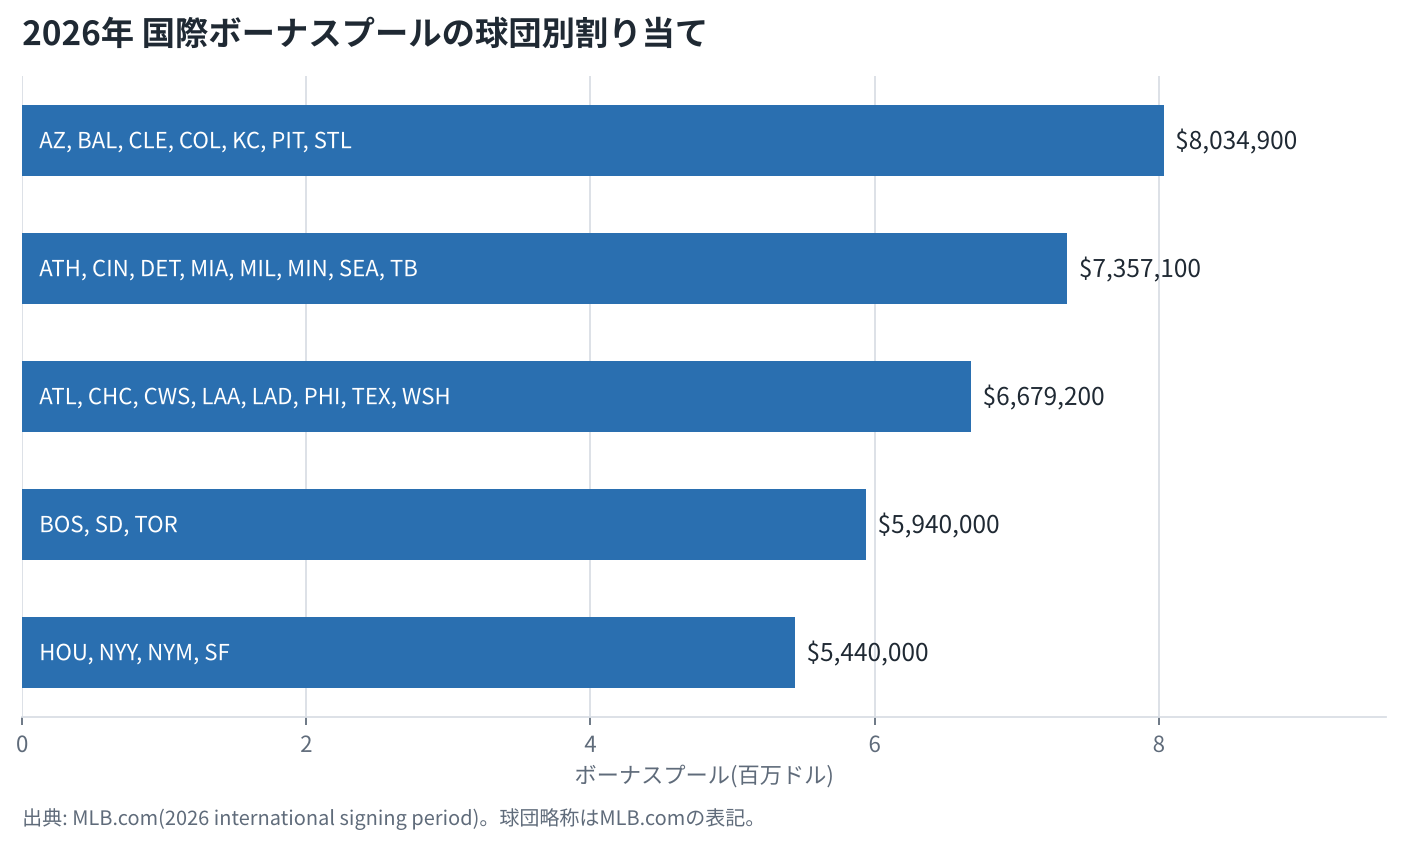 2026年 国際ボーナスプールの球団別割り当て
AZ, BAL, CLE, COL, KC, PIT, STL
$8,034,900
ATH, CIN, DET, MIA, MIL, MIN, SEA, TB
$7,357,100
ATL, CHC, CWS, LAA, LAD, PHI, TEX, WSH
$6,679,200
BOS, SD, TOR
$5,940,000
HOU, NYY, NYM, SF
$5,440,000
0 2 4 6 8
ボーナスプール(百万ドル)
出典: MLB.com(2026 international signing period)。球団略称はMLB.comの表記。